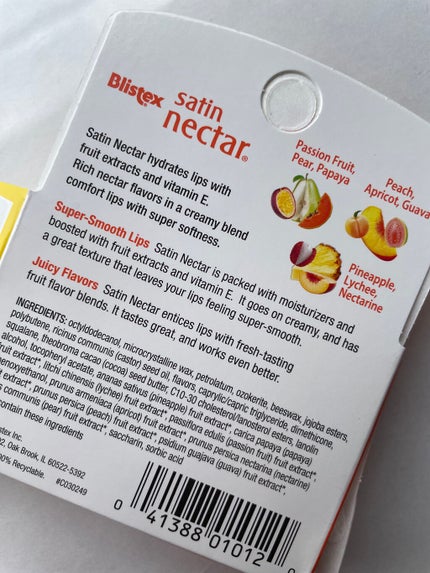 Blistex satin
nectar®
Satin Nectar hydrates lips with
fruit extracts and vitamin E.
Rich nectar flavors in a creamy blend
comfort lips with super softness.
Passion Fruit,
Pear, Papaya
Peach,
Apricot, Guava
Pineapple,
Lychee,
Nectarine
Super-Smooth Lips Satin Nectar is packed with moisturizers and
boosted with fruit extracts and vitamin E. It goes on creamy, and has
a great texture that leaves your lips feeling super-smooth.
Juicy Flavors Satin Nectar entices lips with fresh-tasting
fruit flavor blends. It tastes great, and works even better.
INGREDIENTS: octyldodecanol, microcrystalline wax, petrolatum, ozokerite, beeswax, jojoba esters,
polybutene, ricinus communis (castor) seed oil, flavors, caprylic/capric triglyceride, dimethicone,
squalane, theobroma cacao (cocoa) seed butter, C10-30 cholesterol/lanosterol esters, lanolin
alcohol, tocopheryl acetate, ananas sativus (pineapple) fruit extract*, carica papaya (papaya)
fruit extract*, litchi chinensis (lychee) fruit extract*, passiflora edulis (passion fruit) fruit extract*,
phenoxyethanol, prunus armeniaca (apricot) fruit extract*, prunus persica nectarina (nectarine)
extract*, prunus persica (peach) fruit extract*, psidium guajava (guava) fruit extract*,
communis (pear) fruit extract*, saccharin, sorbic acid
contain these ingredients
Inc.
Oak Brook, IL 60522-5392
Recyclable. #C030249
0 41388 01012 0